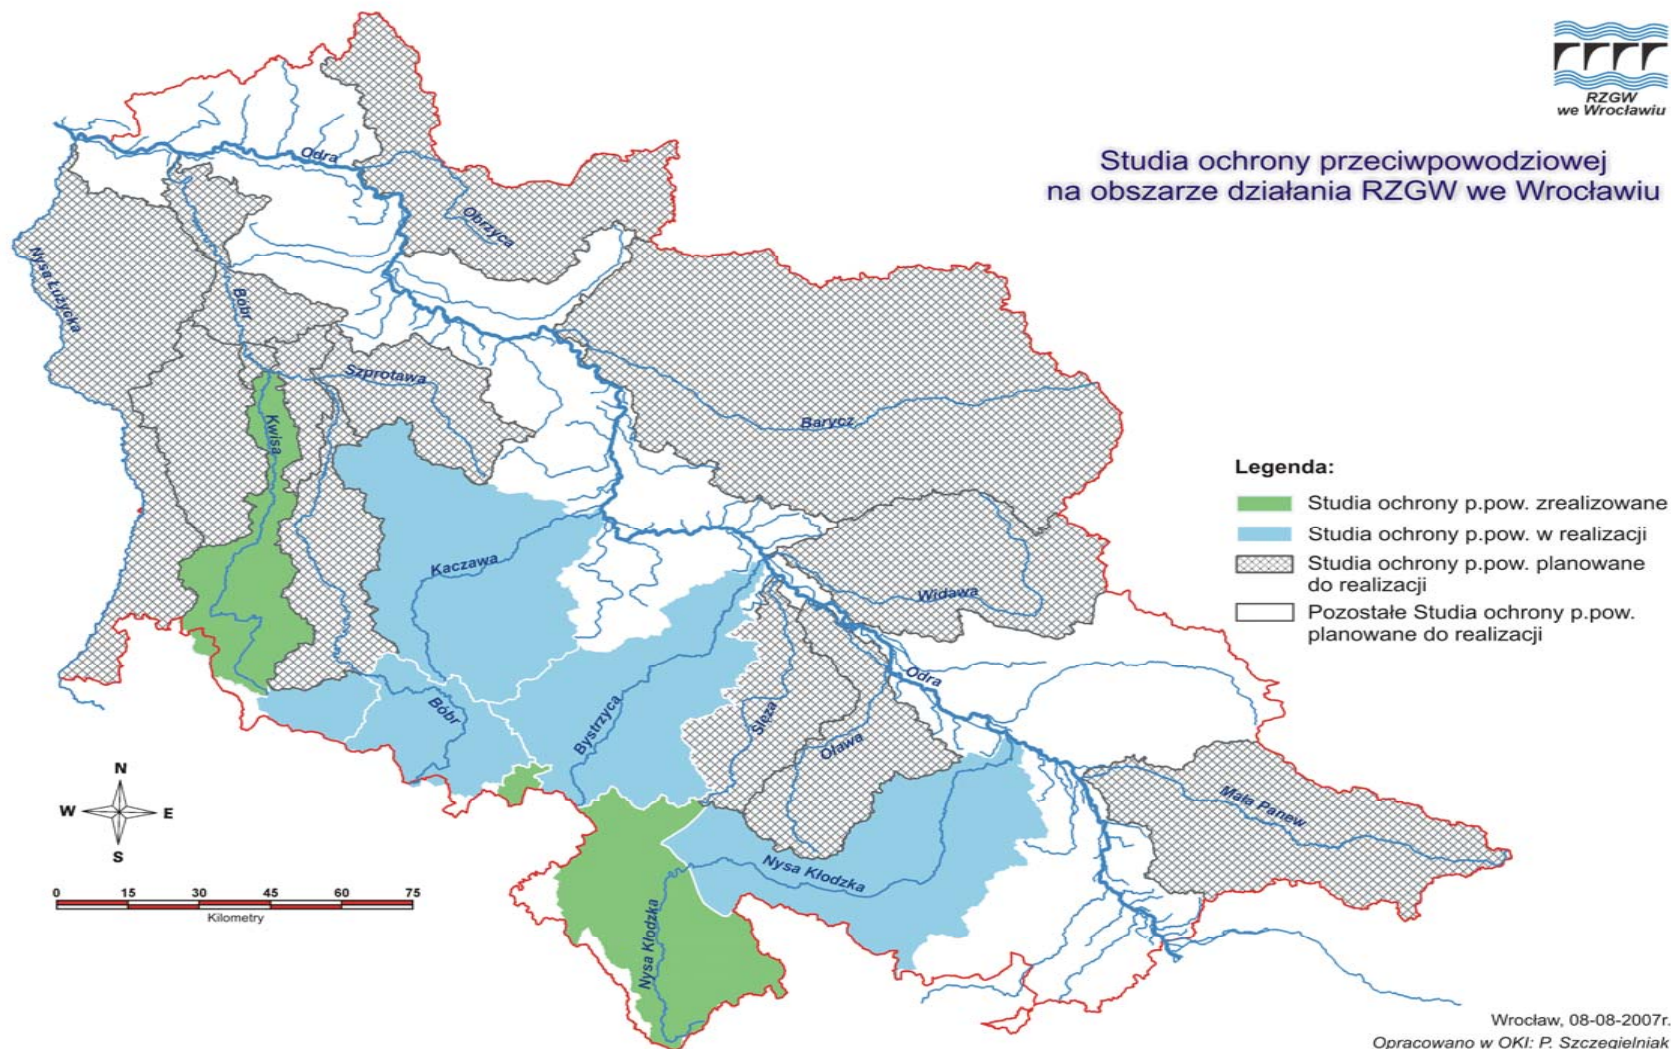 RZGW
we Wrocławiu
Studia ochrony przeciwpowodziowej
na obszarze działania RZGW we Wrocławiu
Odra
Obrzyca
Nysa Łużycka
Bóbr
Szprotawa
Kwisa
Barycz
Kaczawa
Widawa
Bóbr
Bystrzyca
Ślęza
Oława
Odra
Mała Panew
Nysa Kłodzka
Nysa Kłodzka
Legenda:
Studia ochrony p.pow. zrealizowane
Studia ochrony p.pow. w realizacji
Studia ochrony p.pow. planowane
do realizacji
Pozostałe Studia ochrony p.pow.
planowane do realizacji
N
W E
S
0 15 30 45 60 75
Kilometry
Wrocław, 08-08-2007r.
Opracowano w OKI: P. Szczegielniak